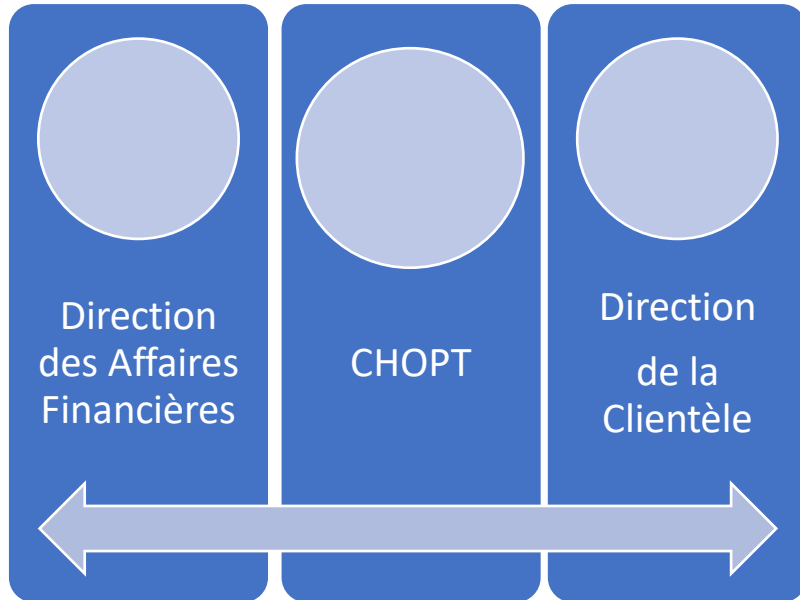 Direction
des Affaires
Financières
CHOPT
Direction
de la
Clientèle